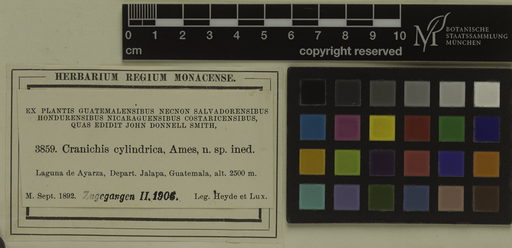 0 1 2 3 4 5 6 7 8 9 10
cm
copyright reserved
BOTANISCHE
STAATSSAMMLUNG
MÜNCHEN
HERBARIUM REGIUM MONACENSE.
EX PLANTIS GUATEMALENSIBUS NECNON SALVADORENSIBUS
HONDURENSIBUS NICARAGUENSIBUS COSTARICENSIBUS,
QUAS EDIDIT JOHN DONNELL SMITH,
3859. Cranichis cylindrica, Ames, n. sp. ined.
Laguna de Ayarza, Depart. Jalapa, Guatemala, alt. 2500 m.
M. Sept. 1892. Zugegangen II. 1906. Leg. Heyde et Lux.